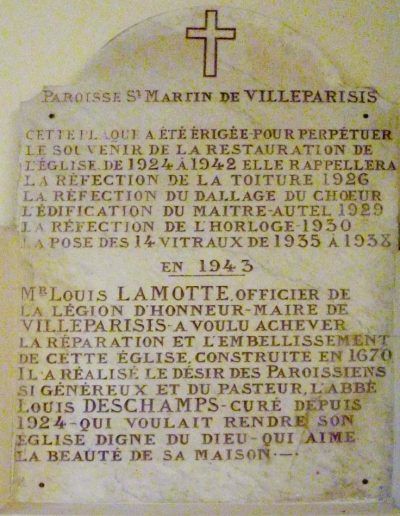 PAROISSE ST MARTIN DE VILLEPARISIS
CETTE PLAQUE A ÉTÉ ÉRIGÉE POUR PERPÉTUER
LE SOUVENIR DE LA RESTAURATION DE
L'ÉGLISE DE 1924 À 1942 ELLE RAPPELLERA
LA RÉFECTION DE LA TOITURE 1926
LA RÉFECTION DU DALLAGE DU CHŒUR
L'ÉDIFICATION DU MAITRE-AUTEL 1929
LA RÉFECTION DE L'HORLOGE-1930
LA POSE DES 14 VITRAUX DE 1935 À 1938
EN 1943
MR LOUIS LAMOTTE, OFFICIER DE
LA LÉGION D'HONNEUR-MAIRE DE
VILLEPARISIS-A VOULU ACHEVER
LA RÉPARATION ET L'EMBELLISSEMENT
DE CETTE ÉGLISE, CONSTRUITE EN 1670
IL A RÉALISÉ LE DÉSIR DES PAROISSIENS
SI GÉNÉREUX ET DU PASTEUR, L'ABBÉ
LOUIS DESCHAMPS-CURÉ DEPUIS
1924-QUI VOULAIT RENDRE SON
ÉGLISE DIGNE DU DIEU-QUI AIME
LA BEAUTÉ DE SA MAISON.—.